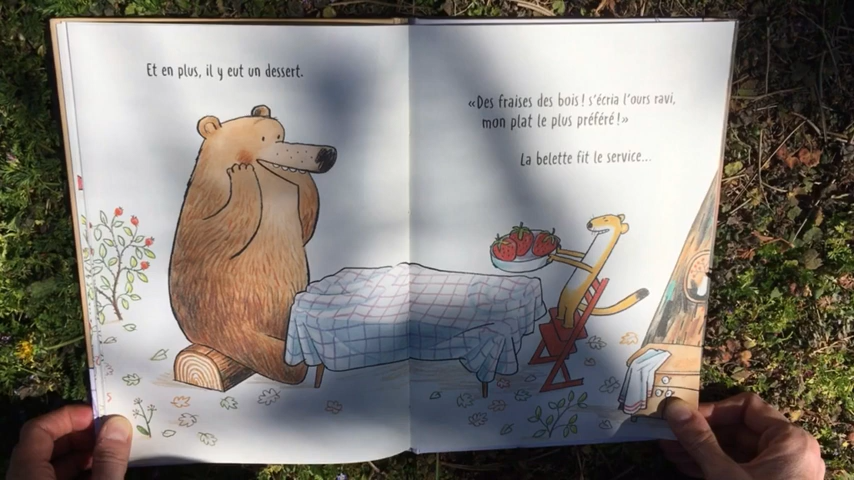 Et en plus, il y eut un dessert.
«Des fraises des bois! s'écria l'ours ravi,
mon plat le plus préféré!»
La belette fit le service...